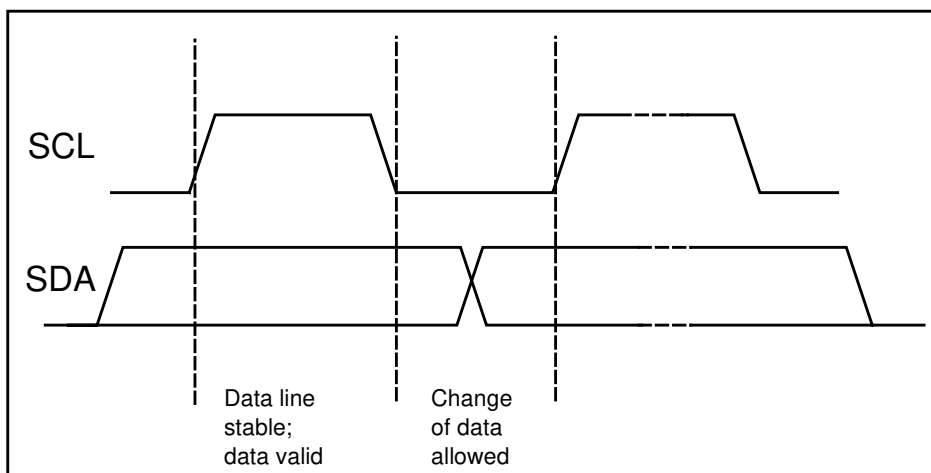 SCL
SDA
Data line
stable;
data valid
Change
of data
allowed